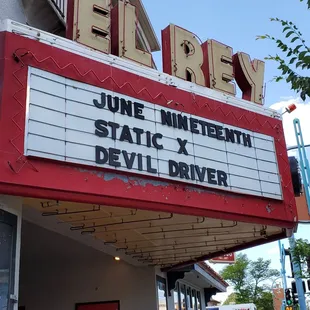 EL REY
JUNE NINETEENTH
STATIC X
DEVIL DRIVER